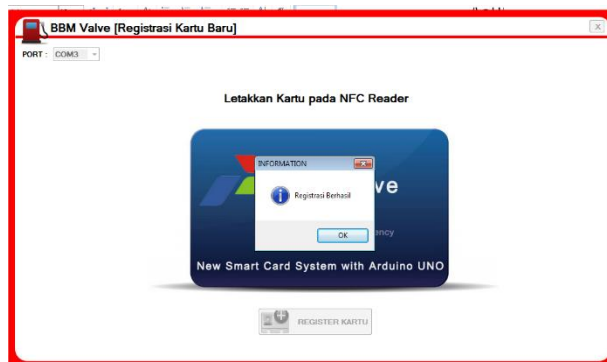 BBM Valve [Registrasi Kartu Baru]
PORT : COM3
Letakkan Kartu pada NFC Reader
INFORMATION
Registrasi Berhasil
OK
ve
ency
New Smart Card System with Arduino UNO
REGISTER KARTU